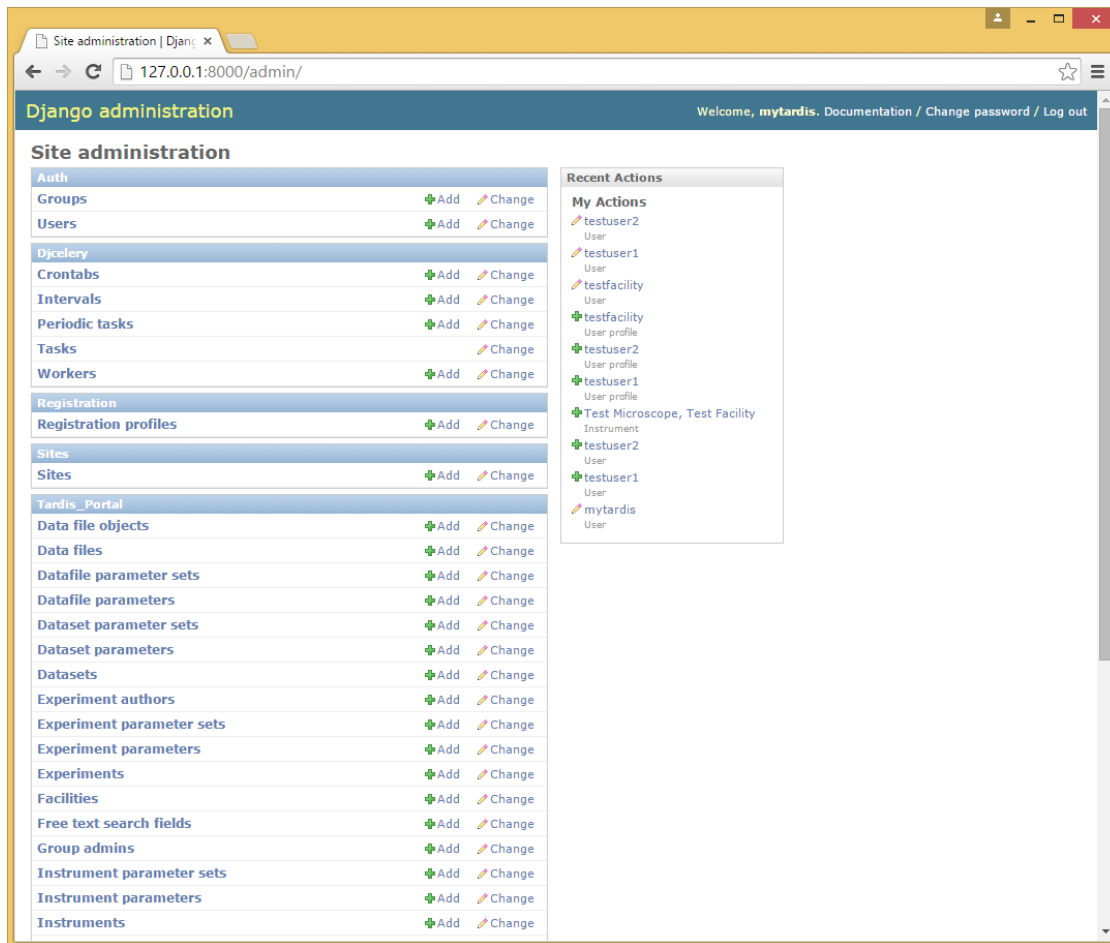 Site administration | Djang
127.0.0.1:8000/admin/
Django administration
Welcome, mytardis. Documentation / Change password / Log out
Site administration
Auth
Groups Add Change
Users Add Change
Djcelery
Crontabs Add Change
Intervals Add Change
Periodic tasks Add Change
Tasks Change
Workers Add Change
Registration
Registration profiles Add Change
Sites
Sites Add Change
Tardis_Portal
Data file objects Add Change
Data files Add Change
Datafile parameter sets Add Change
Datafile parameters Add Change
Dataset parameter sets Add Change
Dataset parameters Add Change
Datasets Add Change
Experiment authors Add Change
Experiment parameter sets Add Change
Experiment parameters Add Change
Experiments Add Change
Facilities Add Change
Free text search fields Add Change
Group admins Add Change
Instrument parameter sets Add Change
Instrument parameters Add Change
Instruments Add Change
Recent Actions
My Actions
testuser2
User
testuser1
User
testfacility
User
testfacility
User profile
testuser2
User profile
testuser1
User profile
Test Microscope, Test Facility
Instrument
testuser2
User
testuser1
User
mytardis
User